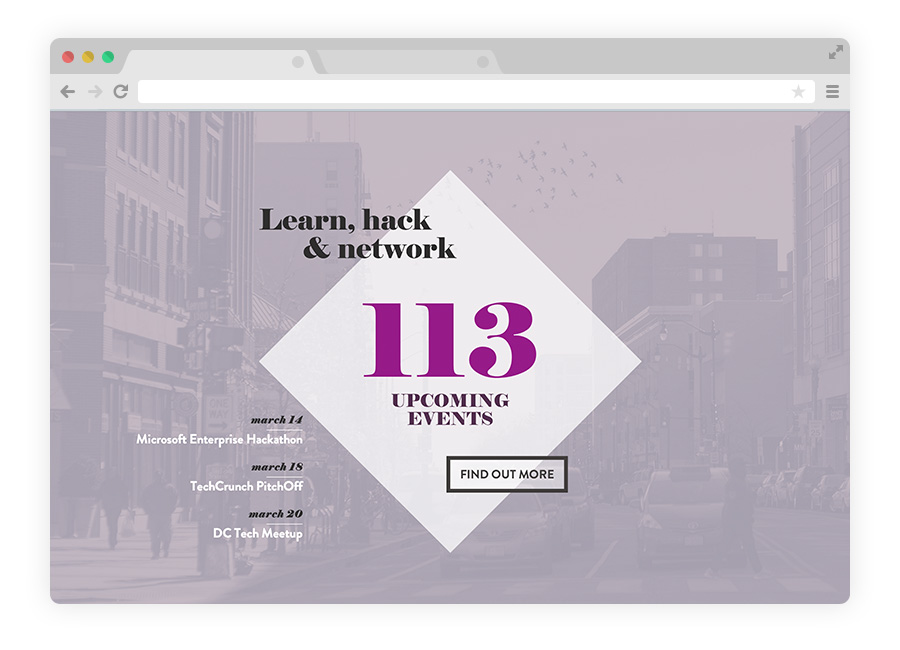 Learn, hack
& network
113
UPCOMING
EVENTS
march 14
Microsoft Enterprise Hackathon
march 18
TechCrunch PitchOff
march 20
DC Tech Meetup
FIND OUT MORE